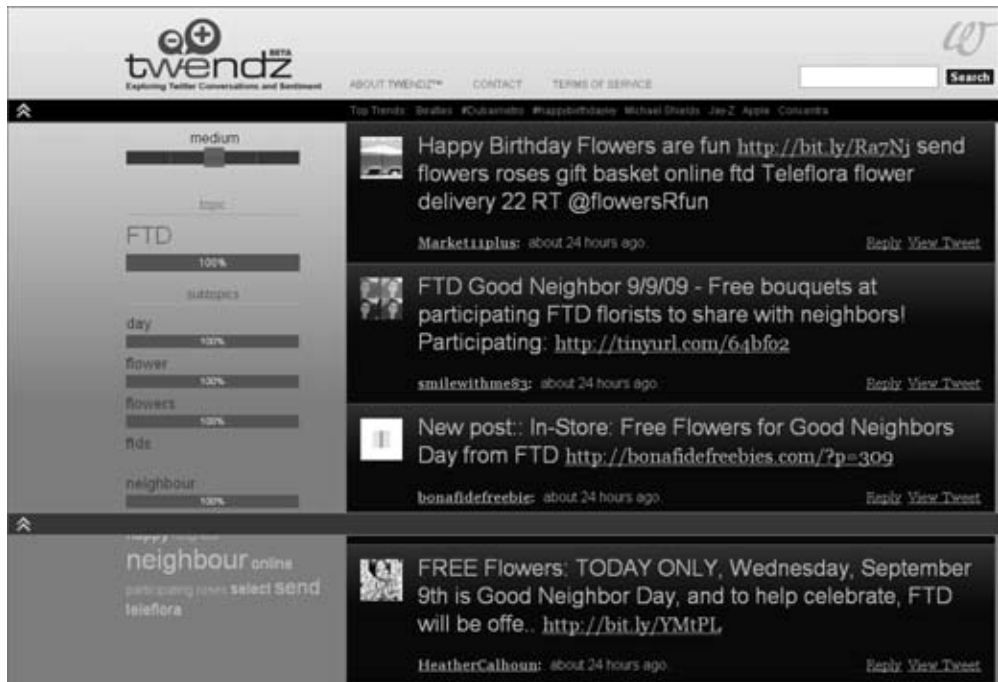 twendz BETA
Exploring Twitter Conversations and Sentiment
ABOUT TWENDZ™ CONTACT TERMS OF SERVICE
Search
Top Trends: Beatles #Dubaimetro #happybirthdaykev Michael Shields Jay-Z Apple Consentra
medium
topic
FTD
100%
subtopics
day
100%
flower
100%
flowers
100%
neighbour
100%
Happy Birthday Flowers are fun http://bit.ly/Ra7Nj send
flowers roses gift basket online ftd Teleflora flower
delivery 22 RT @flowersRfun
Market11plus: about 24 hours ago. Reply View Tweet
FTD Good Neighbor 9/9/09 - Free bouquets at
participating FTD florists to share with neighbors!
Participating: http://tinyurl.com/64bfo2
smilewithme83: about 24 hours ago. Reply View Tweet
New post:: In-Store: Free Flowers for Good Neighbors
Day from FTD http://bonafidefreebies.com/?p=309
bonafidefreebie: about 24 hours ago. Reply View Tweet
happy
neighbour online
participating roses select send
teleflora
FREE Flowers: TODAY ONLY, Wednesday, September
9th is Good Neighbor Day, and to help celebrate, FTD
will be offe.. http://bit.ly/YMtPL
HeatherCalhoun: about 24 hours ago. Reply View Tweet